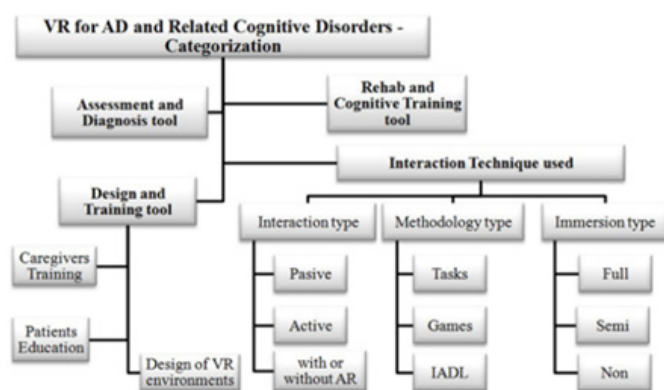 VR for AD and Related Cognitive Disorders -
Categorization
Assessment and
Diagnosis tool
Rehab and
Cognitive Training
tool
Interaction Technique used
Design and
Training tool
Caregivers
Training
Patients
Education
Design of VR
environments
Interaction type
Pasive
Active
with or
without AR
Methodology type
Tasks
Games
IADL
Immersion type
Full
Semi
Non